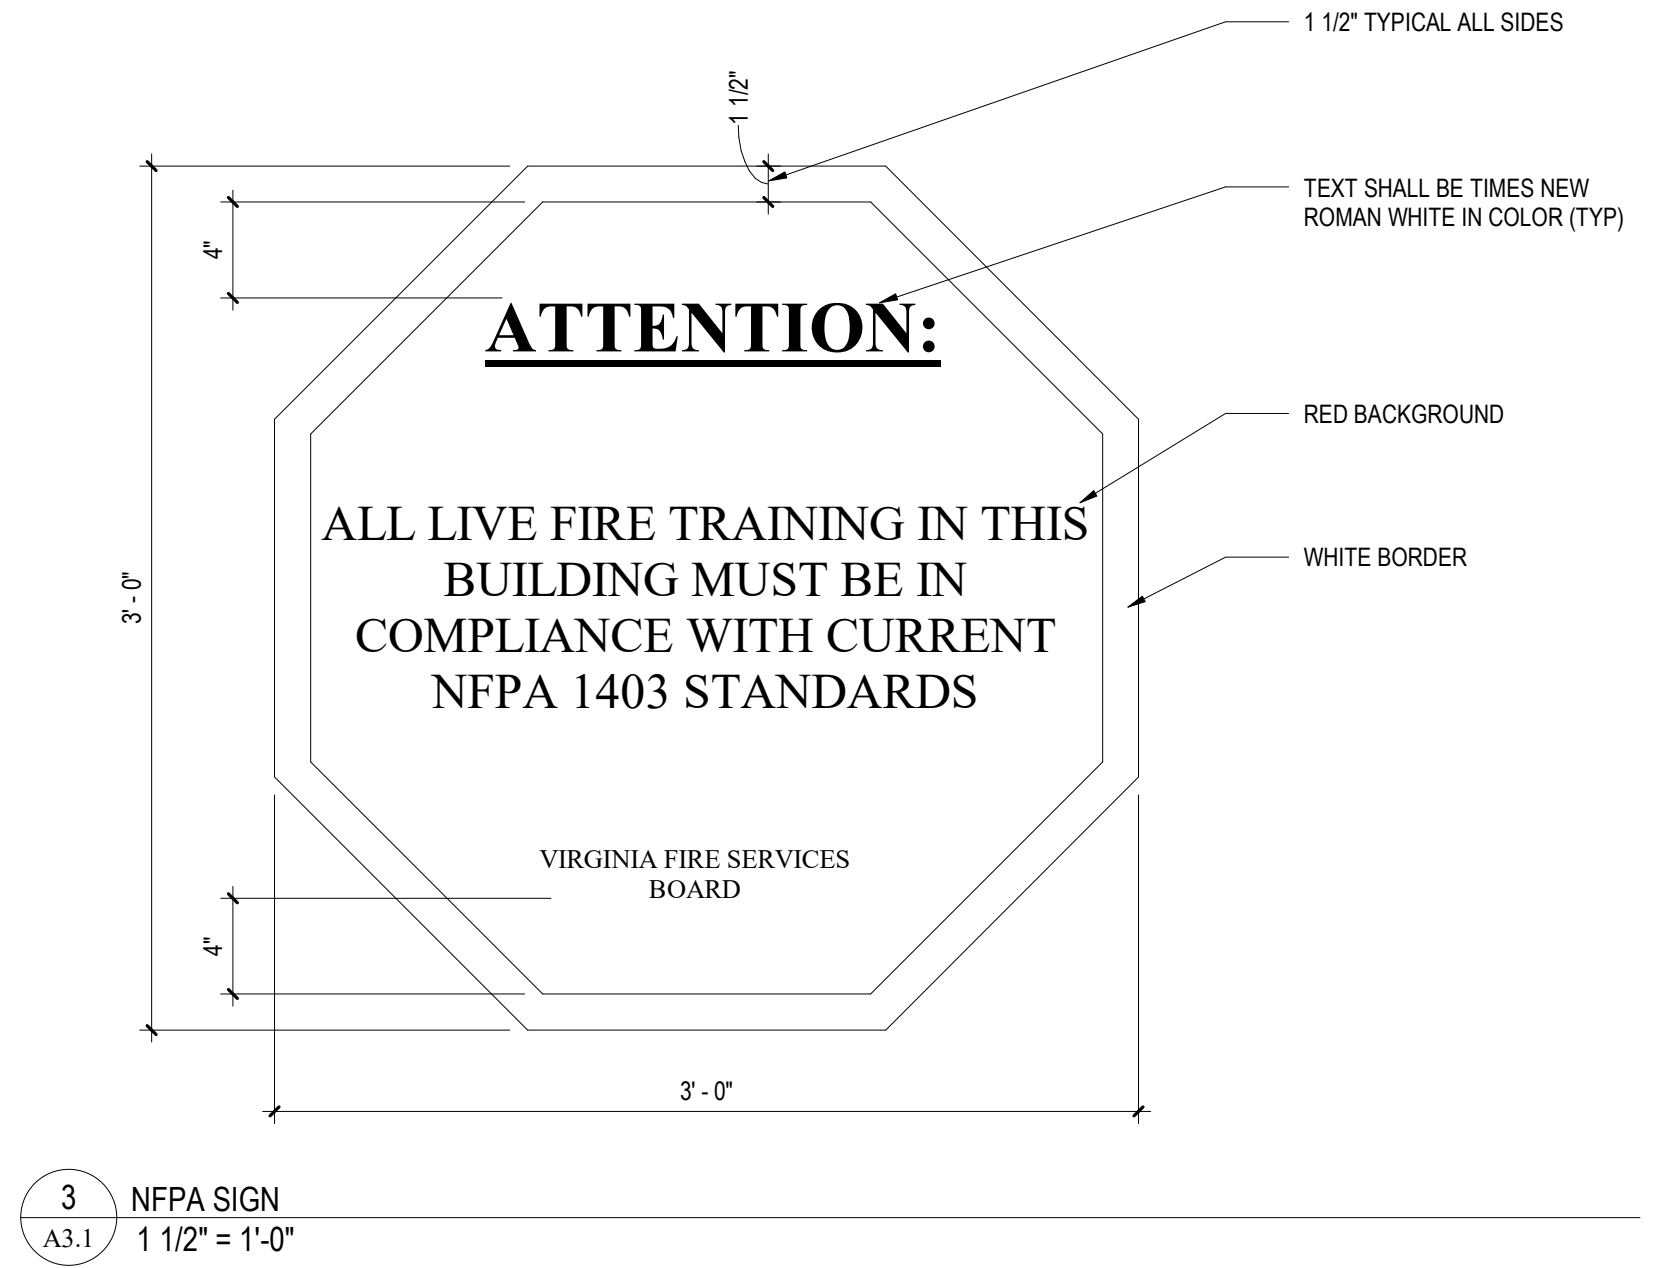 1 1/2" TYPICAL ALL SIDES
1 1/2"
TEXT SHALL BE TIMES NEW
ROMAN WHITE IN COLOR (TYP)
4"
ATTENTION:
RED BACKGROUND
ALL LIVE FIRE TRAINING IN THIS
BUILDING MUST BE IN
COMPLIANCE WITH CURRENT
NFPA 1403 STANDARDS
WHITE BORDER
3' - 0"
VIRGINIA FIRE SERVICES
BOARD
4"
3' - 0"
3
NFPA SIGN
A3.1
1 1/2" = 1'-0"